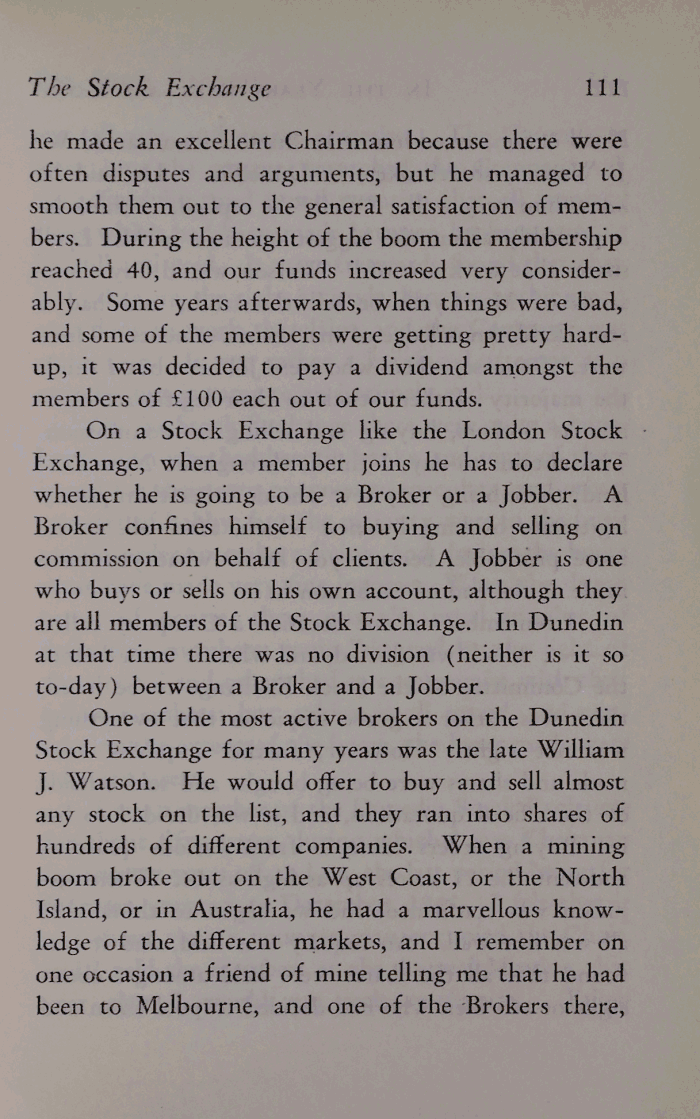 The Stock Exchange 111
he made an excellent Chairman because there were
often disputes and arguments, but he managed to
smooth them out to the general satisfaction of mem-
bers. During the height of the boom the membership
reached 40, and our funds increased very consider-
ably. Some years afterwards, when things were bad,
and some of the members were getting pretty hard-
up, it was decided to pay a dividend amongst the
members of £100 each out of our funds.
On a Stock Exchange like the London Stock
Exchange, when a member joins he has to declare
whether he is going to be a Broker or a Jobber. A
Broker confines himself to buying and selling on
commission on behalf of clients. A Jobber is one
who buys or sells on his own account, although they
are all members of the Stock Exchange. In Dunedin
at that time there was no division (neither is it so
to-day) between a Broker and a Jobber.
One of the most active brokers on the Dunedin
Stock Exchange for many years was the late William
J. Watson. He would offer to buy and sell almost
any stock on the list, and they ran into shares of
hundreds of different companies. When a mining
boom broke out on the West Coast, or the North
Island, or in Australia, he had a marvellous know-
ledge of the different markets, and I remember on
one occasion a friend of mine telling me that he had
been to Melbourne, and one of the Brokers there,